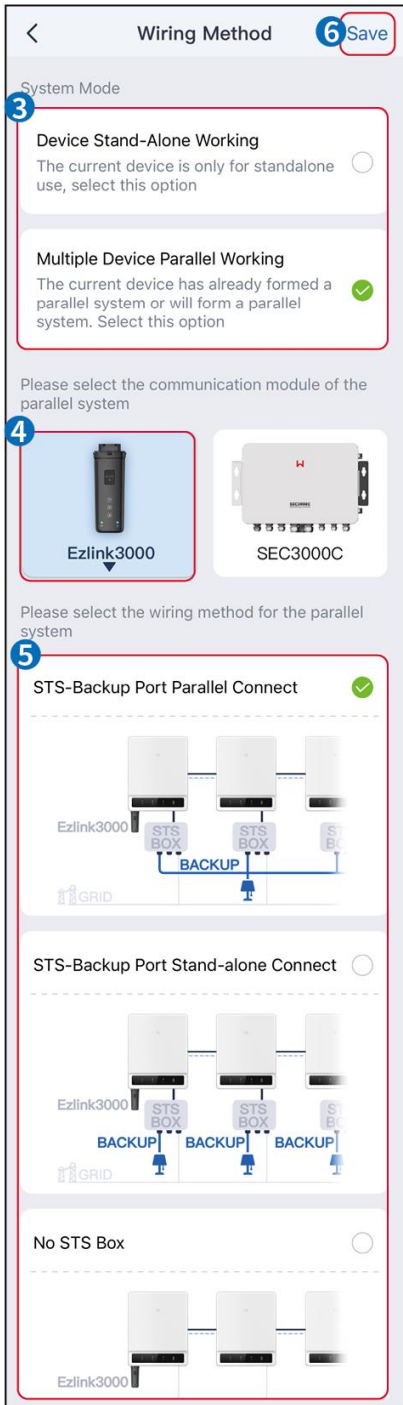 Wiring Method
6
Save
System Mode
3
Device Stand-Alone Working
The current device is only for standalone
use, select this option
Multiple Device Parallel Working
The current device has already formed a
parallel system or will form a parallel
system. Select this option
Please select the communication module of the
parallel system
4
Ezlink3000
SEC3000C
SEC3000C
Please select the wiring method for the parallel
system
5
STS-Backup Port Parallel Connect
Ezlink3000
STS
BOX
STS
BOX
ST
BO
BACKUP
GRID
STS-Backup Port Stand-alone Connect
Ezlink3000
STS
BOX
STS
BOX
ST
BO
BACKUP
BACKUP
BACKUP
GRID
No STS Box
Ezlink3000